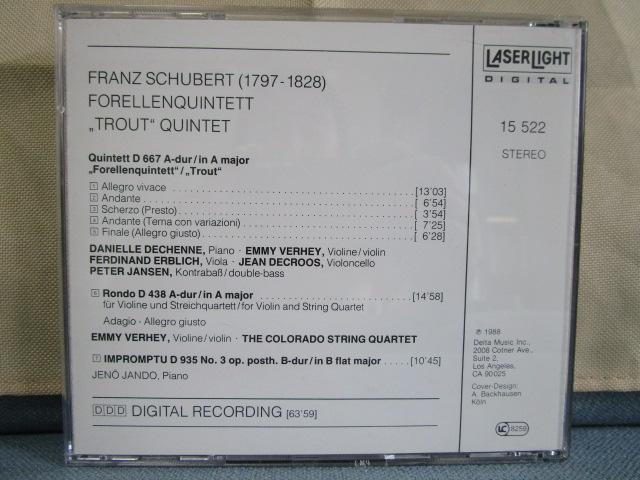 FRANZ SCHUBERT (1797-1828)
FORELLENQUINTETT
„TROUT“ QUINTET
Quintett D 667 A-dur/in A major
„Forellenquintett“/„Trout“
1 Allegro vivace [13'03]
2 Andante [ 6'54]
3 Scherzo (Presto) [ 3'54]
4 Andante (Tema con variazioni) [ 7'25]
5 Finale (Allegro giusto) [ 6'28]
DANIELLE DECHENNE, Piano · EMMY VERHEY, Violine/violin
FERDINAND ERBLICH, Viola · JEAN DECROOS, Violoncello
PETER JANSEN, Kontrabaß/double-bass
6 Rondo D 438 A-dur/in A major [14'58]
für Violine und Streichquartett/for Violin and String Quartet
Adagio - Allegro giusto
EMMY VERHEY, Violine/violin · THE COLORADO STRING QUARTET
7 IMPROMPTU D 935 No. 3 op. posth. B-dur/in B flat major [10'45]
JENÖ JANDO, Piano
DDD DIGITAL RECORDING [63'59]
LASERLIGHT
DIGITAL
15 522
STEREO
℗ 1988
Delta Music Inc.,
2008 Cotner Ave.,
Suite 2,
Los Angeles,
CA 90025
Cover-Design:
A. Backhausen
Köln
LC 8259